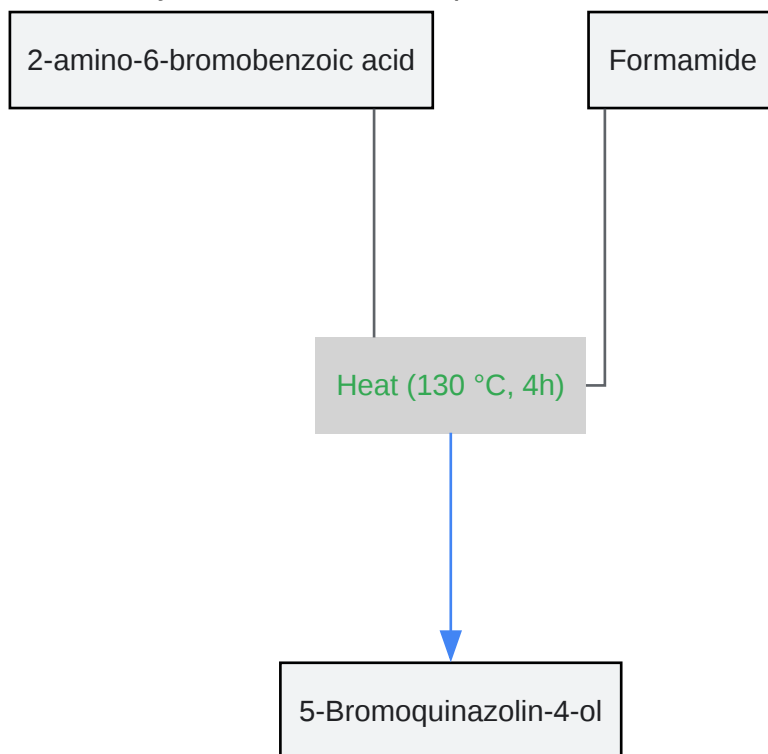 2-amino-6-bromobenzoic acid
Formamide
Heat (130 °C, 4h)
5-Bromoquinazolin-4-ol